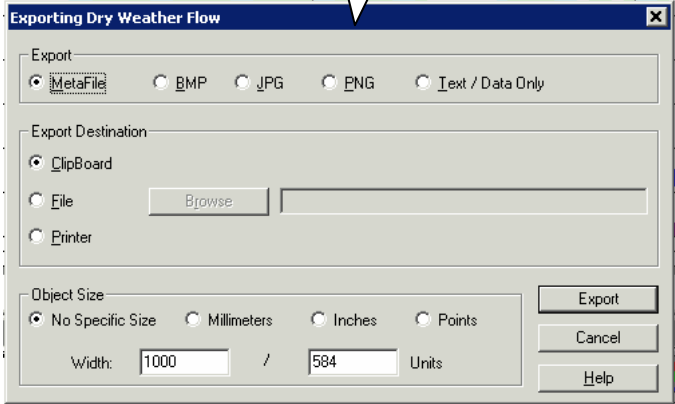 Exporting Dry Weather Flow
Export
MetaFile BMP JPG PNG Text / Data Only
Export Destination
ClipBoard
File Browse
Printer
Object Size
No Specific Size Millimeters Inches Points
Width: 1000 / 584 Units
Export
Cancel
Help